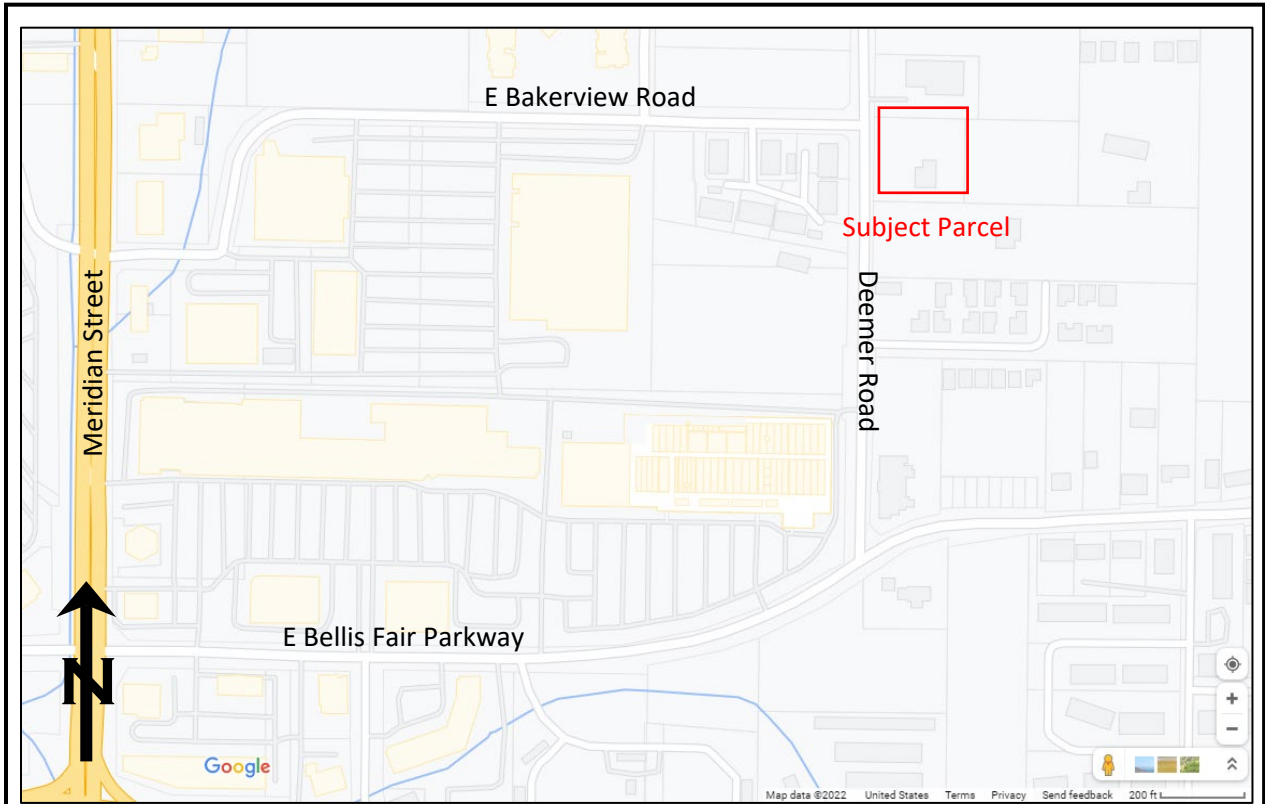 E Bakerview Road
Subject Parcel
Meridian Street
Deemer Road
E Bellis Fair Parkway
N
Google
Map data ©2022 United States Terms Privacy Send feedback 200 ft